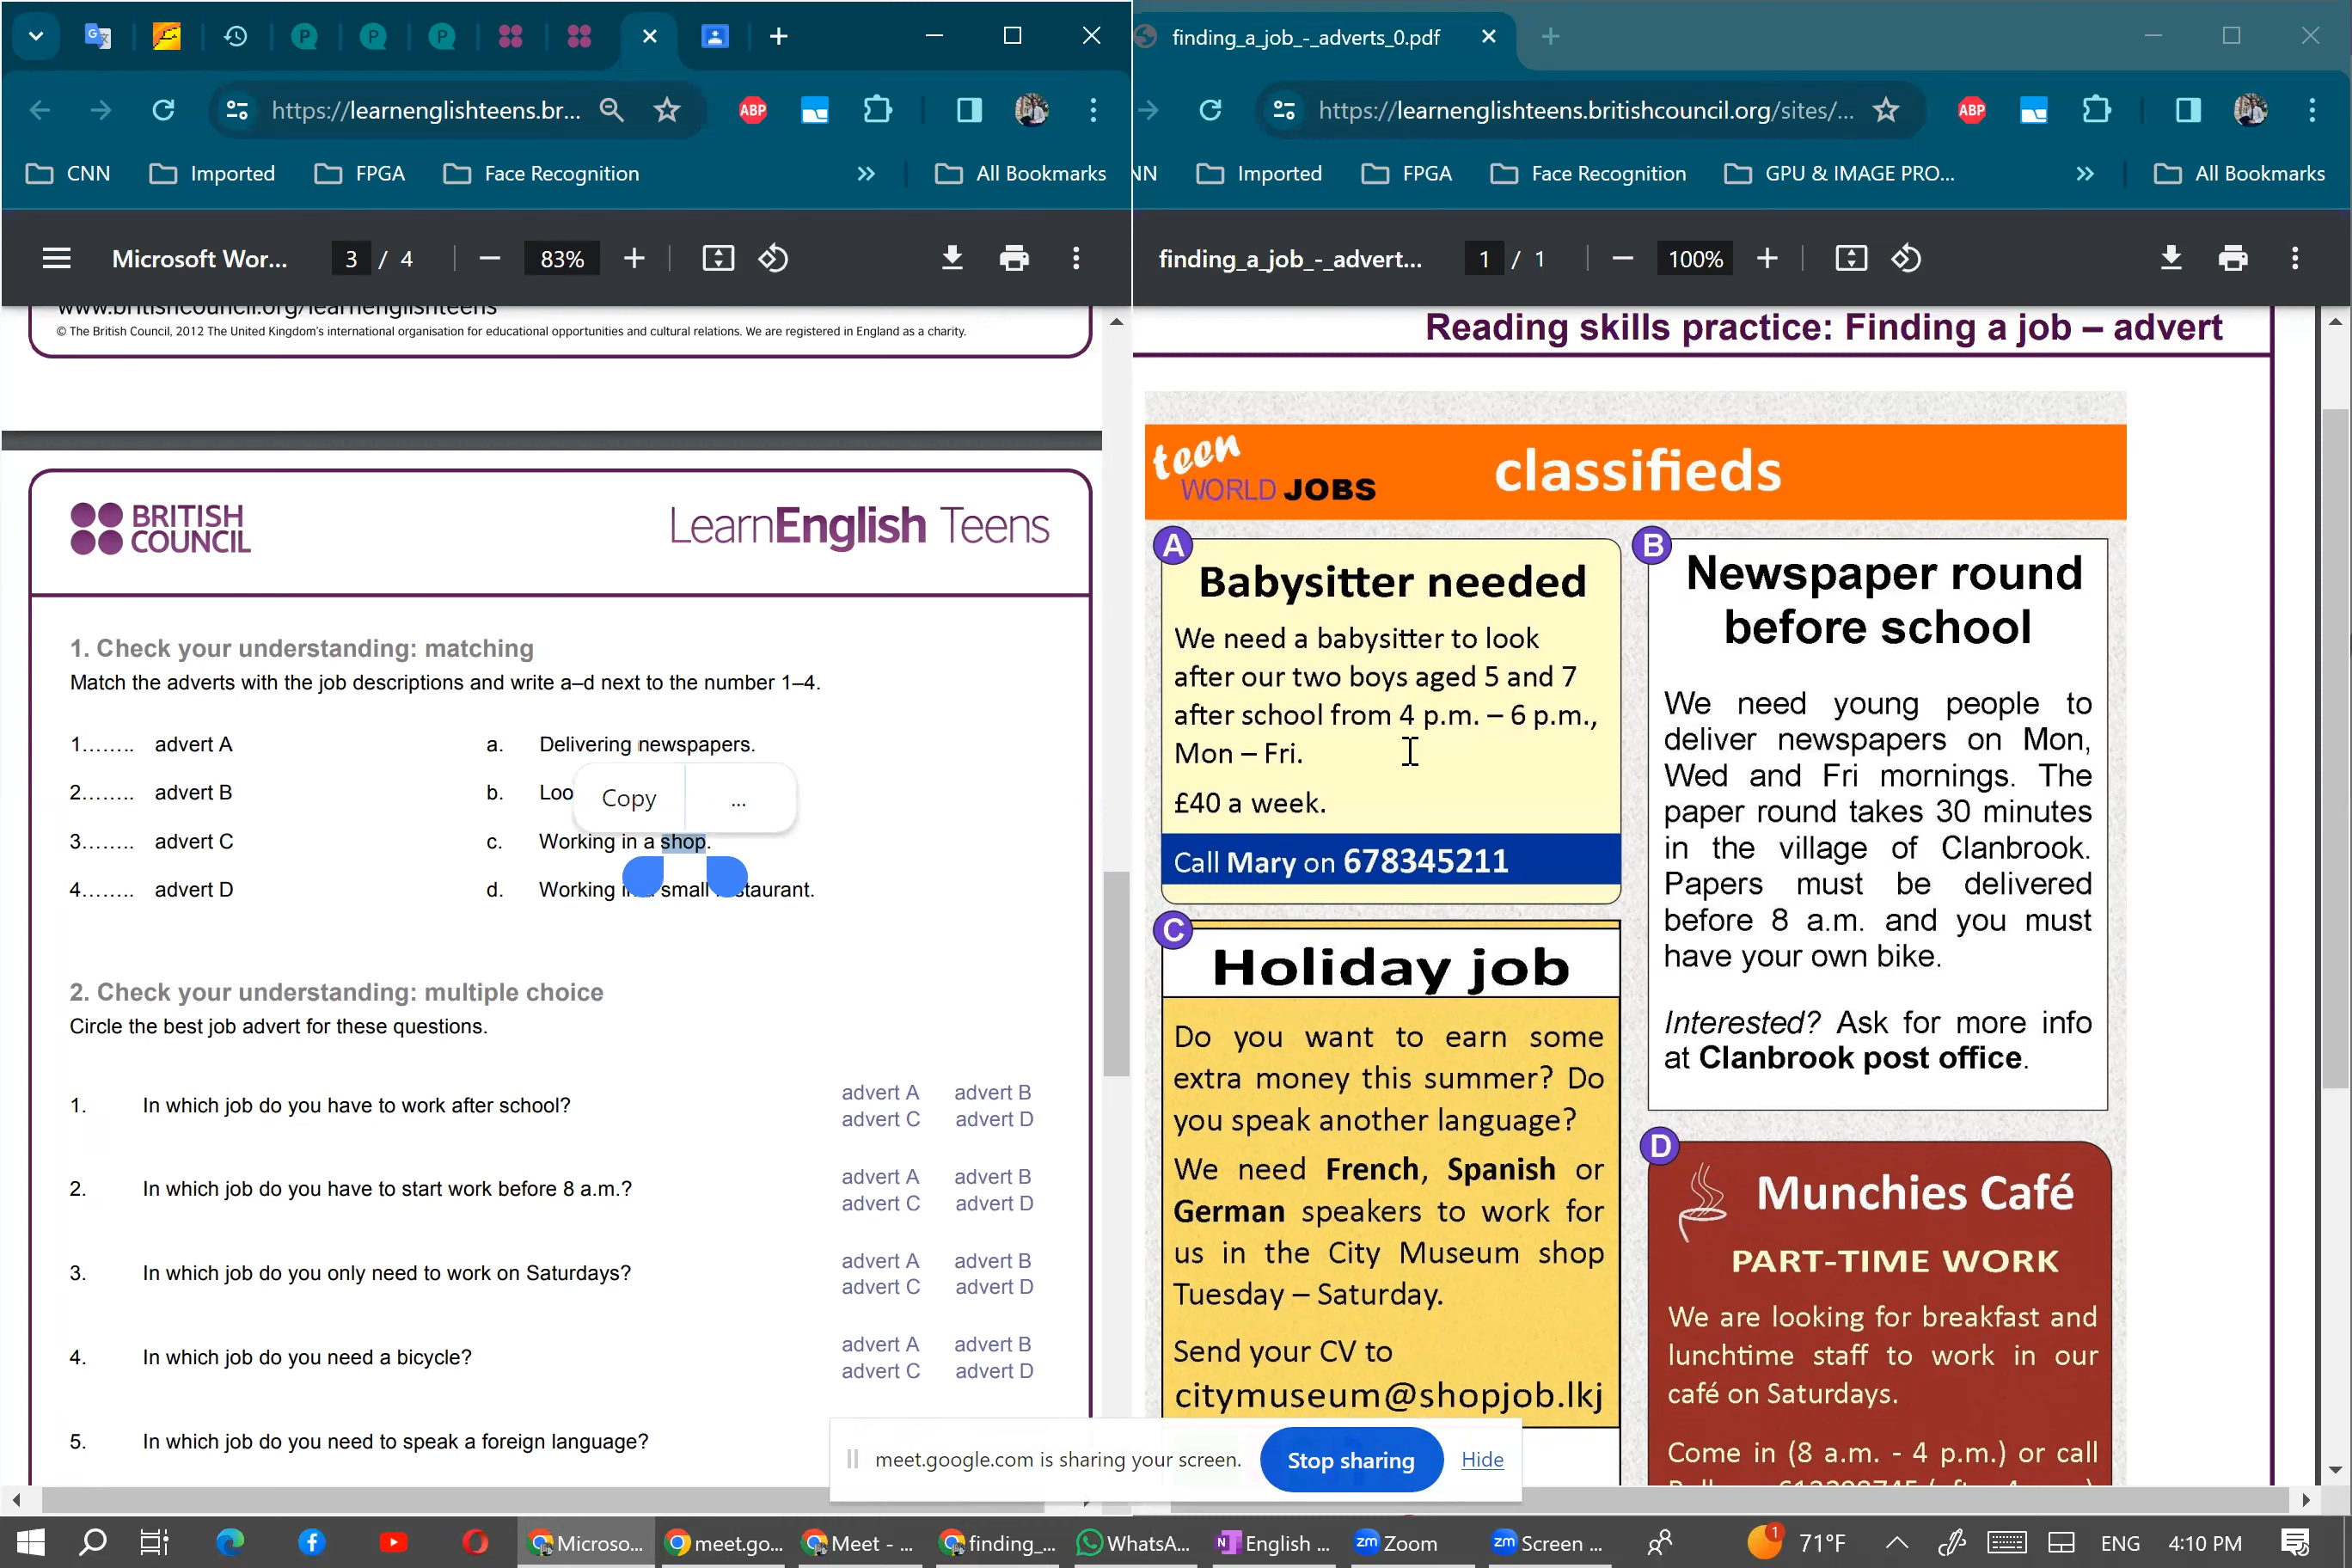 finding_a_job_-_adverts_0.pdf
https://learnenglishteens.br...
ABP
https://learnenglishteens.britishcouncil.org/sites/...
ABP
CNN
Imported
FPGA
Face Recognition
All Bookmarks
NN
Imported
FPGA
Face Recognition
GPU & IMAGE PRO...
All Bookmarks
Microsoft Wor...
3 / 4
83%
finding_a_job_-_advert...
1 / 1
100%
www.britishcouncil.org/learnenglishteens
© The British Council, 2012 The United Kingdom's international organisation for educational opportunities and cultural relations. We are registered in England as a charity.
BRITISH
COUNCIL
LearnEnglish Teens
1. Check your understanding: matching
Match the adverts with the job descriptions and write a–d next to the number 1–4.
1........ advert A a. Delivering newspapers.
2........ advert B b. Loo
Copy ...
3........ advert C c. Working in a shop.
4........ advert D d. Working small
2. Check your understanding: multiple choice
Circle the best job advert for these questions.
1. In which job do you have to work after school?
advert A advert B
advert C advert D
2. In which job do you have to start work before 8 a.m.?
advert A advert B
advert C advert D
3. In which job do you only need to work on Saturdays?
advert A advert B
advert C advert D
4. In which job do you need a bicycle?
advert A advert B
advert C advert D
5. In which job do you need to speak a foreign language?
Reading skills practice: Finding a job – advert
teen
WORLD JOBS
classifieds
A
Babysitter needed
We need a babysitter to look
after our two boys aged 5 and 7
after school from 4 p.m. – 6 p.m.,
Mon – Fri.
£40 a week.
Call Mary on 678345211
B
Newspaper round
before school
We need young people to
deliver newspapers on Mon,
Wed and Fri mornings. The
paper round takes 30 minutes
in the village of Clanbrook.
Papers must be delivered
before 8 a.m. and you must
have your own bike.
Interested? Ask for more info
at Clanbrook post office.
C
Holiday job
Do you want to earn some
extra money this summer? Do
you speak another language?
We need French, Spanish or
German speakers to work for
us in the City Museum shop
Tuesday – Saturday.
Send your CV to
citymuseum@shopjob.lkj
D
Munchies Café
PART-TIME WORK
We are looking for breakfast and
lunchtime staff to work in our
café on Saturdays.
Come in (8 a.m. - 4 p.m.) or call
meet.google.com is sharing your screen.
Stop sharing
Hide
Microso...
meet.go...
Meet - ...
finding_...
WhatsA...
English ...
Zoom
Screen ...
1
71°F
ENG
4:10 PM